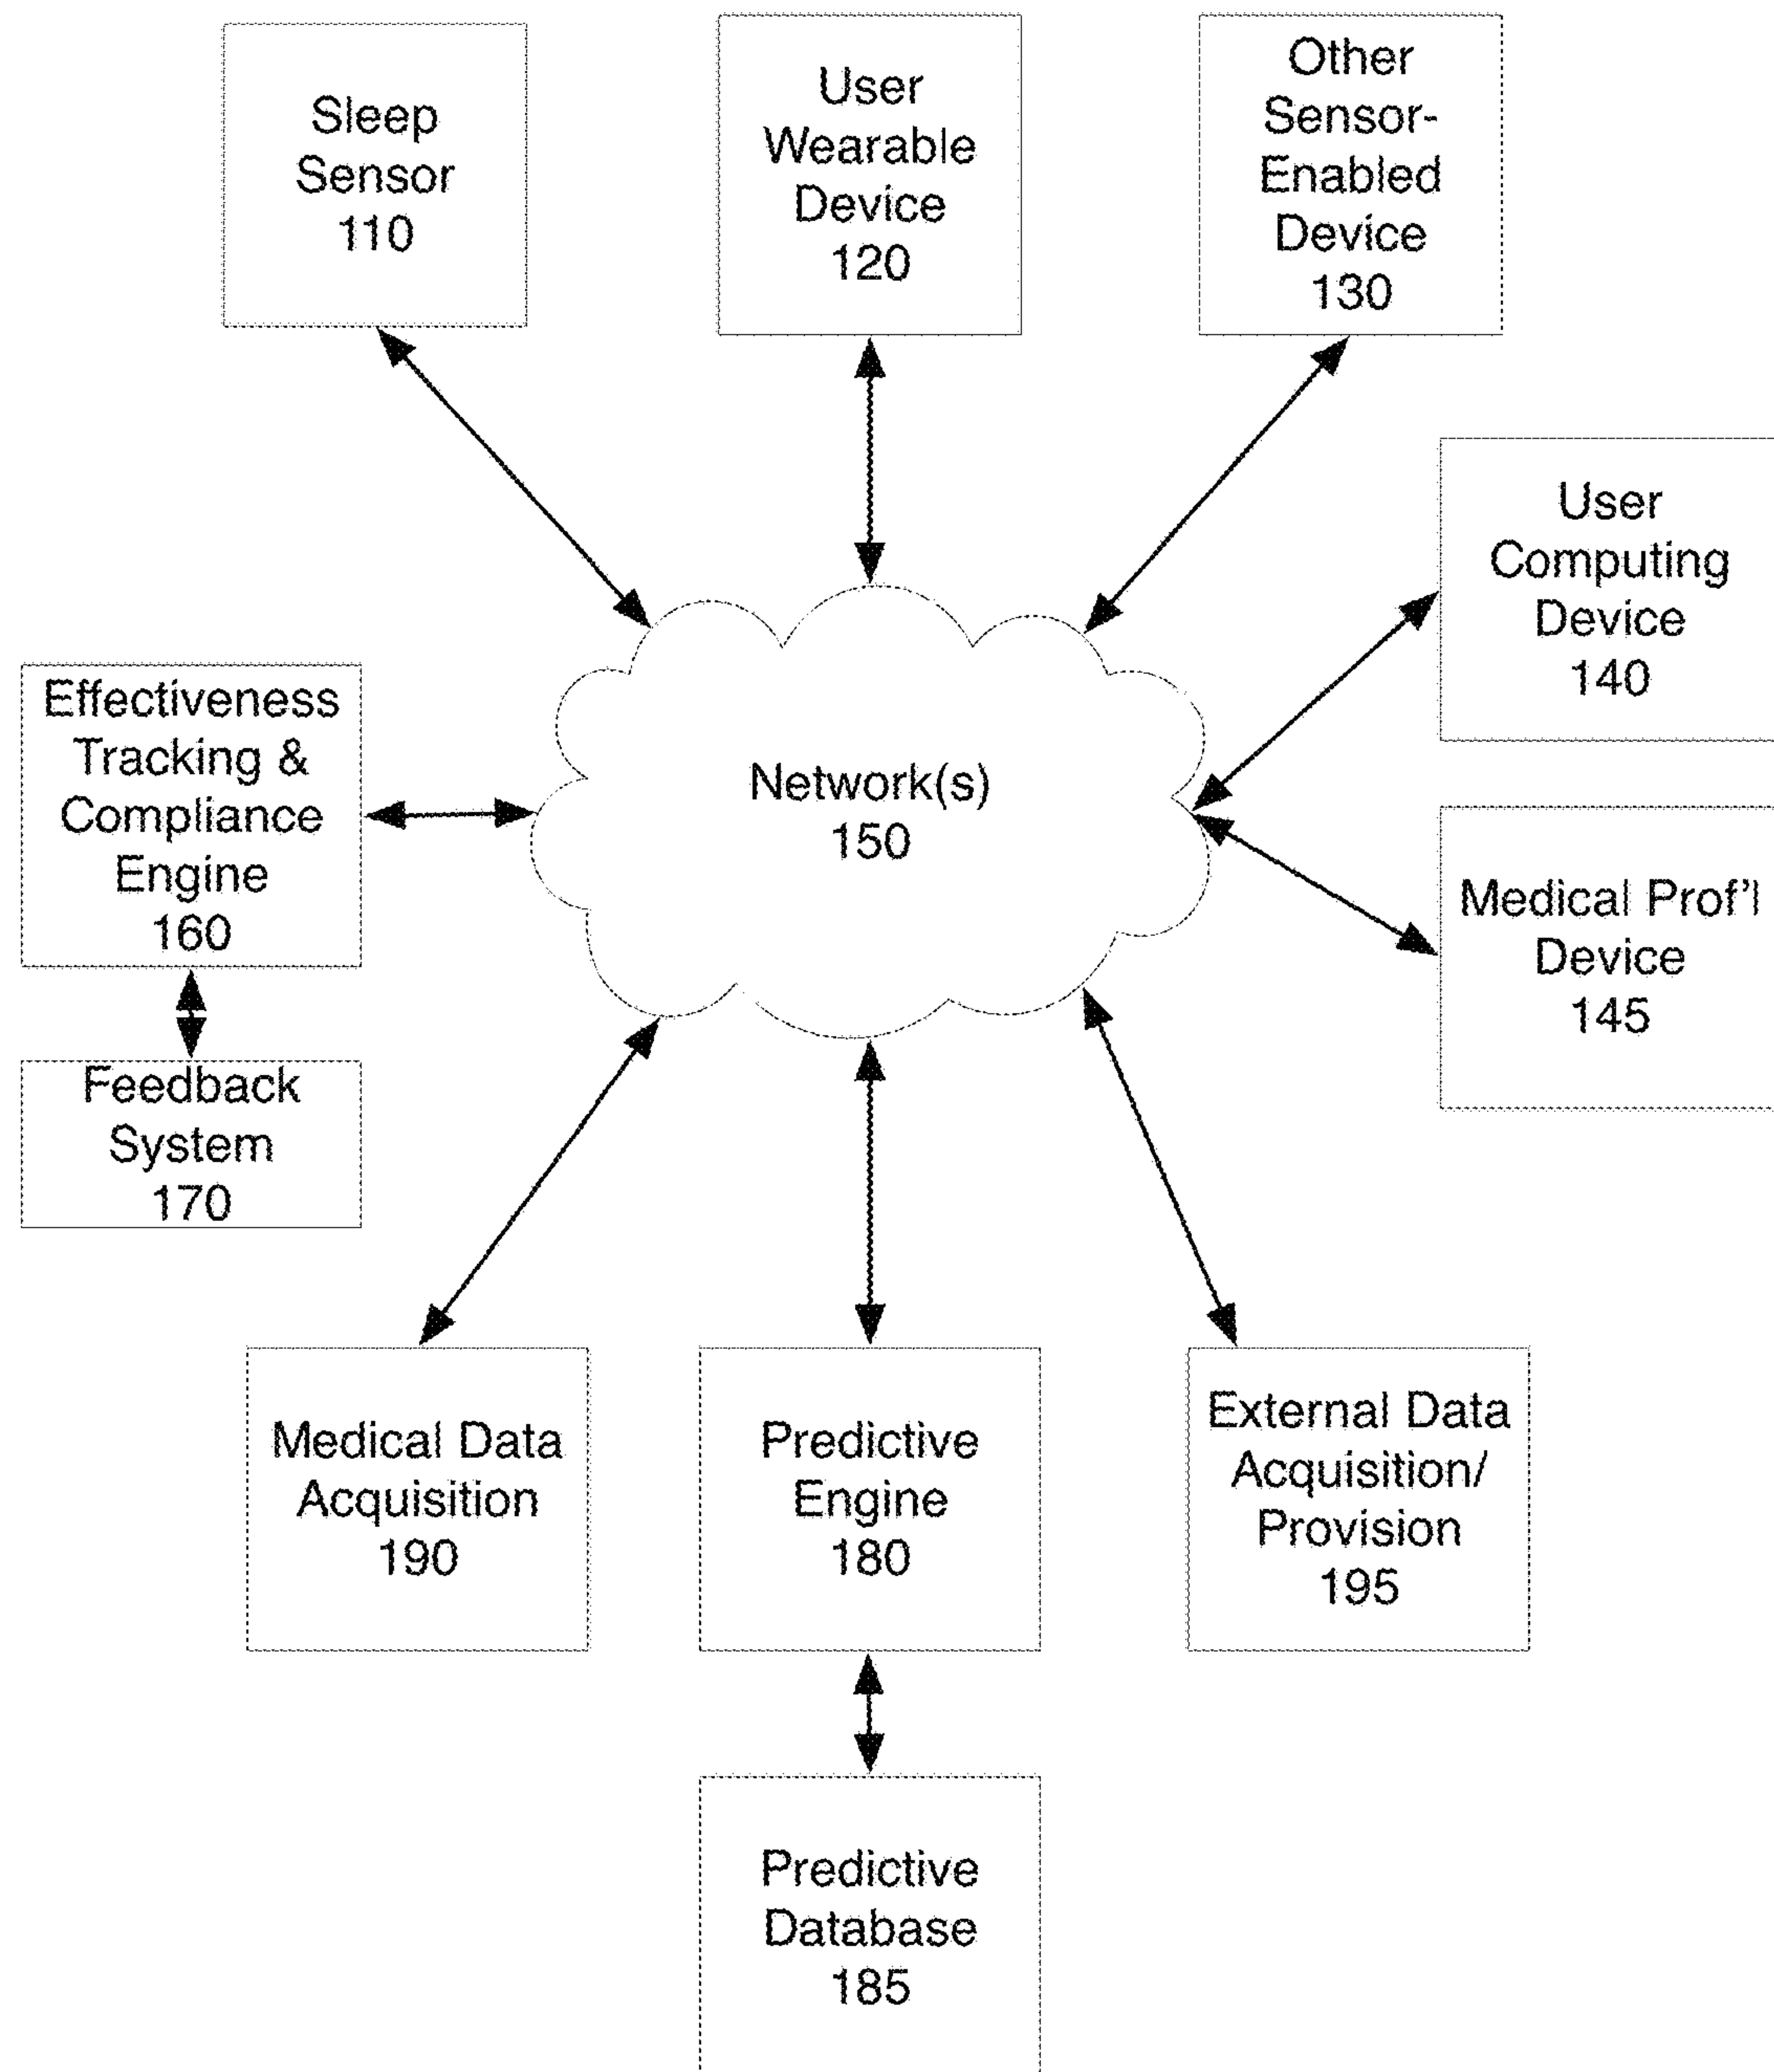 Sleep
Sensor
110
User
Wearable
Device
120
Other
Sensor-
Enabled
Device
130
User
Computing
Device
140
Effectiveness
Tracking &
Compliance
Engine
160
Network(s)
150
Medical Prof'l
Device
145
Feedback
System
170
Medical Data
Acquisition
190
Predictive
Engine
180
External Data
Acquisition/
Provision
195
Predictive
Database
185